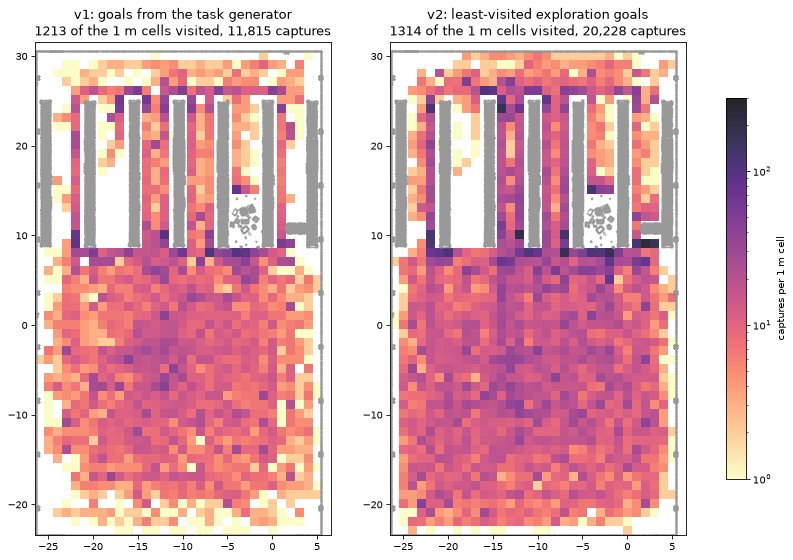 v1: goals from the task generator
1213 of the 1 m cells visited, 11,815 captures
v2: least-visited exploration goals
1314 of the 1 m cells visited, 20,228 captures
30
20
10
0
−10
−20
−25 −20 −15 −10 −5 0 5
30
20
10
0
−10
−20
−25 −20 −15 −10 −5 0 5
10²
10¹
10⁰
captures per 1 m cell